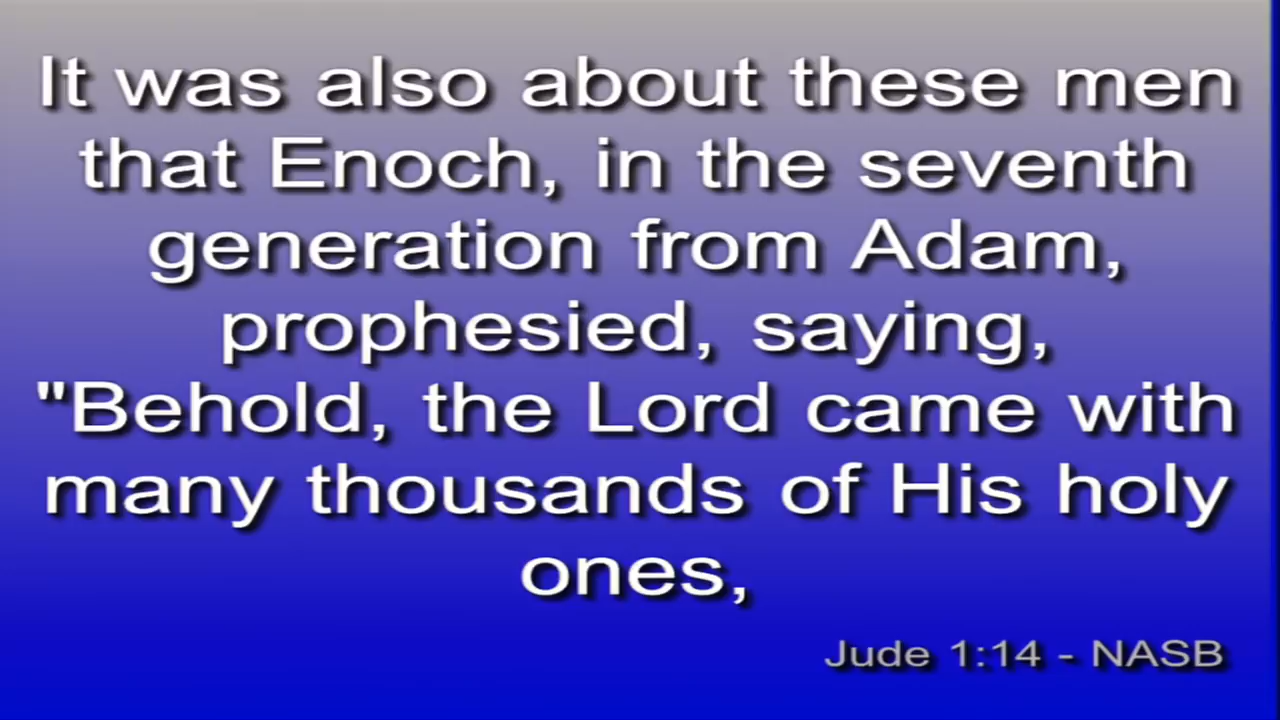 It was also about these men
that Enoch, in the seventh
generation from Adam,
prophesied, saying,
"Behold, the Lord came with
many thousands of His holy
ones,
Jude 1:14 - NASB